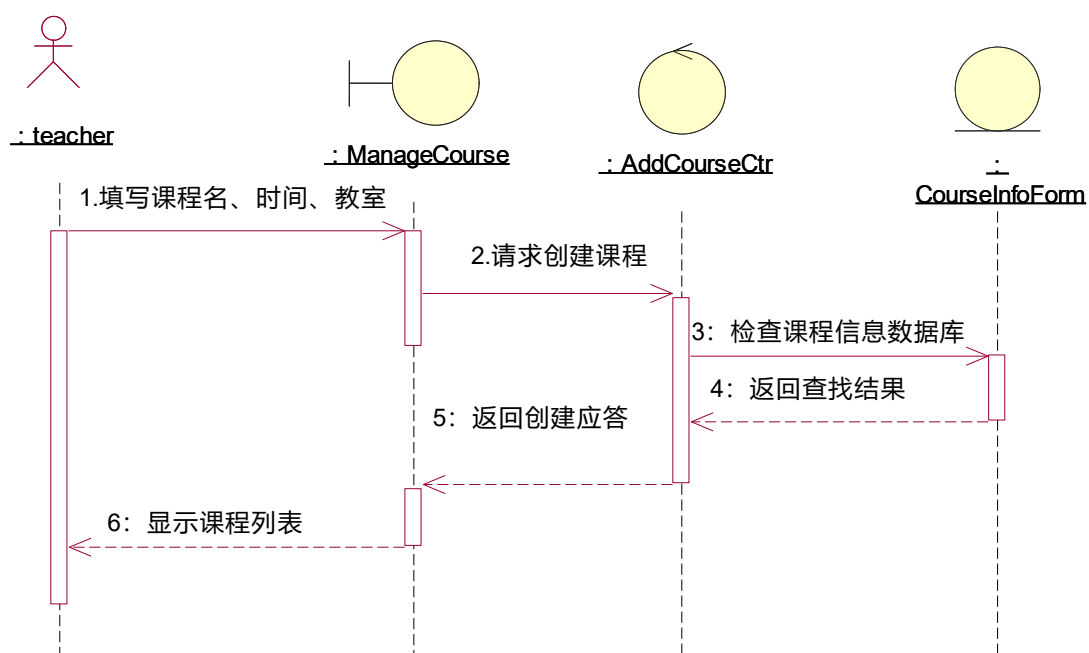 : teacher
: ManageCourse
: AddCourseCtr
:
CourseInfoForm
1.填写课程名、时间、教室
2.请求创建课程
3：检查课程信息数据库
4：返回查找结果
5：返回创建应答
6：显示课程列表